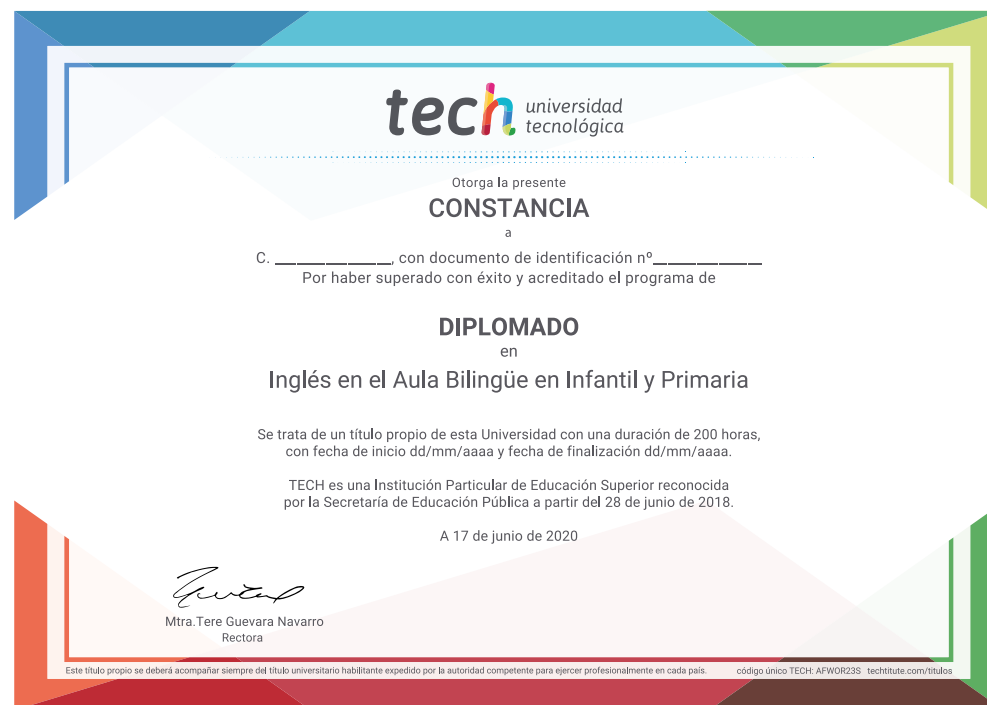 tech universidad
tecnológica
Otorga la presente
CONSTANCIA
a
C. ______________, con documento de identificación nº_____________
Por haber superado con éxito y acreditado el programa de
DIPLOMADO
en
Inglés en el Aula Bilingüe en Infantil y Primaria
Se trata de un título propio de esta Universidad con una duración de 200 horas,
con fecha de inicio dd/mm/aaaa y fecha de finalización dd/mm/aaaa.
TECH es una Institución Particular de Educación Superior reconocida
por la Secretaría de Educación Pública a partir del 28 de junio de 2018.
A 17 de junio de 2020
Mtra.Tere Guevara Navarro
Rectora
Este título propio se deberá acompañar siempre del título universitario habilitante expedido por la autoridad competente para ejercer profesionalmente en cada país. código único TECH: AFWOR23S techtitute.com/titulos